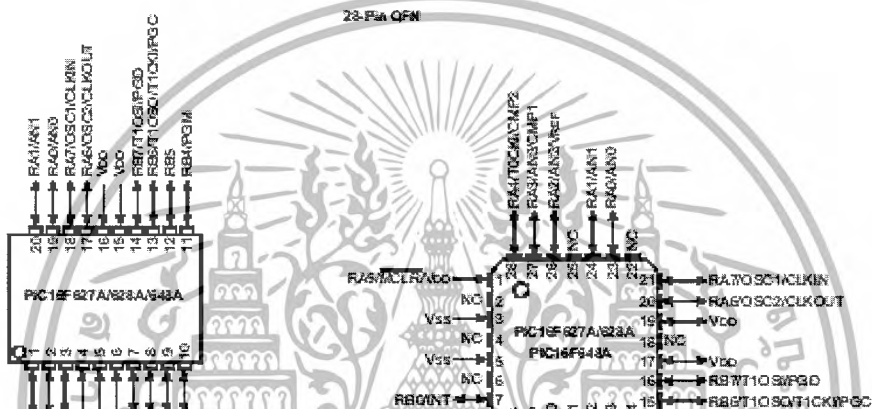 28-Pin QFN
RA1/AN1
RA0/AN0
RA7/OSC1/CLKIN
RA6/OSC2/CLKOUT
VDD
VDD
RB7/T1OSI/PGD
RB6/T1OSO/T1CKI/PGC
RB5
RB4/PGM
20 19 18 17 16 15 14 13 12 11
PIC16F627A/628A/648A
1 2 3 4 5 6 7 8 9 10
RA4/T0CKI/CMP2
RA3/AN3/CMP1
RA2/AN2/VREF
NC
RA1/AN1
RA0/AN0
NC
28 27 26 25 24 23 22
RA5/MCLR/VDD 1
NC 2
Vss 3
NC 4
Vss 5
NC 6
RB0/INT 7
PIC16F627A/628A
PIC16F648A
21 RA7/OSC1/CLKIN
20 RA6/OSC2/CLKOUT
19 VDD
18 NC
17 VDD
16 RB7/T1OSI/PGD
15 RB6/T1OSO/T1CKI/PGC